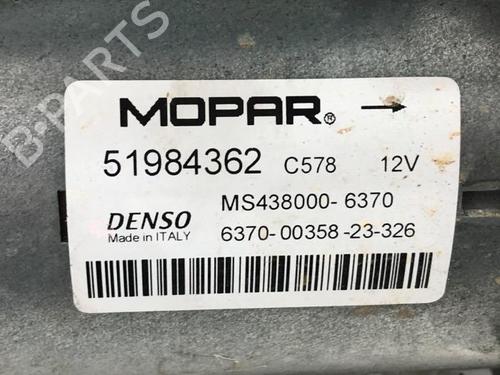 B-PARTS
MOPAR®
51984362 C578 12V
DENSO MS438000-6370
Made in ITALY 6370-00358-23-326